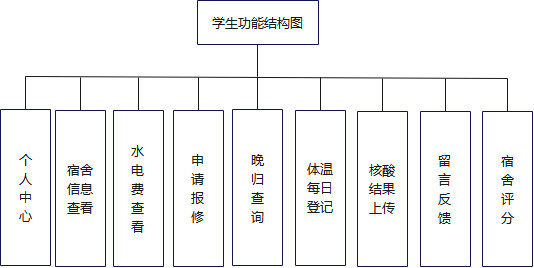 学生功能结构图
个
人
中
心
宿舍
信息
查看
水
电
费
查
看
申
请
报
修
晚
归
查
询
体温
每日
登记
核酸
结果
上传
留
言
反
馈
宿
舍
评
分